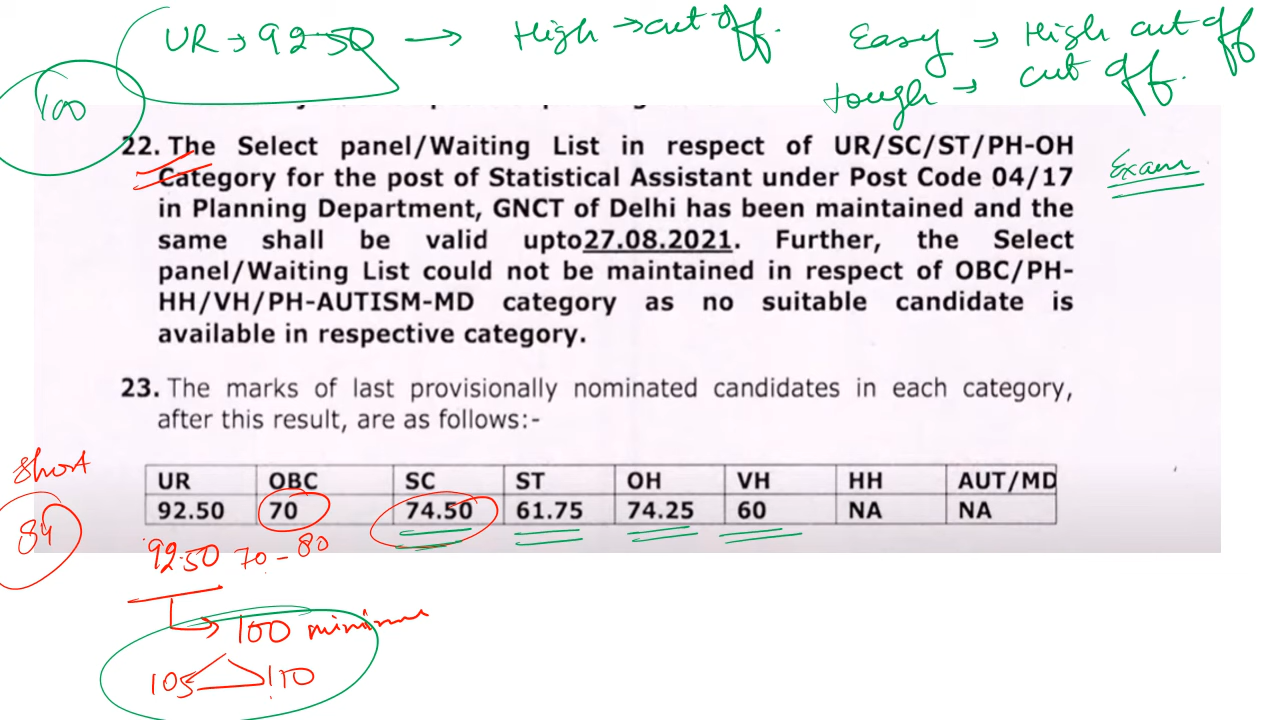 UR → 92.50 → High → cut off.
Easy → High cut off
tough → cut off.
100
Exam
22. The Select panel/Waiting List in respect of UR/SC/ST/PH-OH
Category for the post of Statistical Assistant under Post Code 04/17
in Planning Department, GNCT of Delhi has been maintained and the
same shall be valid upto27.08.2021. Further, the Select
panel/Waiting List could not be maintained in respect of OBC/PH-
HH/VH/PH-AUTISM-MD category as no suitable candidate is
available in respective category.
23. The marks of last provisionally nominated candidates in each category,
after this result, are as follows:-
UR OBC SC ST OH VH HH AUT/MD
92.50 70 74.50 61.75 74.25 60 NA NA
Short
84
92.50 70 - 80
→ 100 minimum
105 110